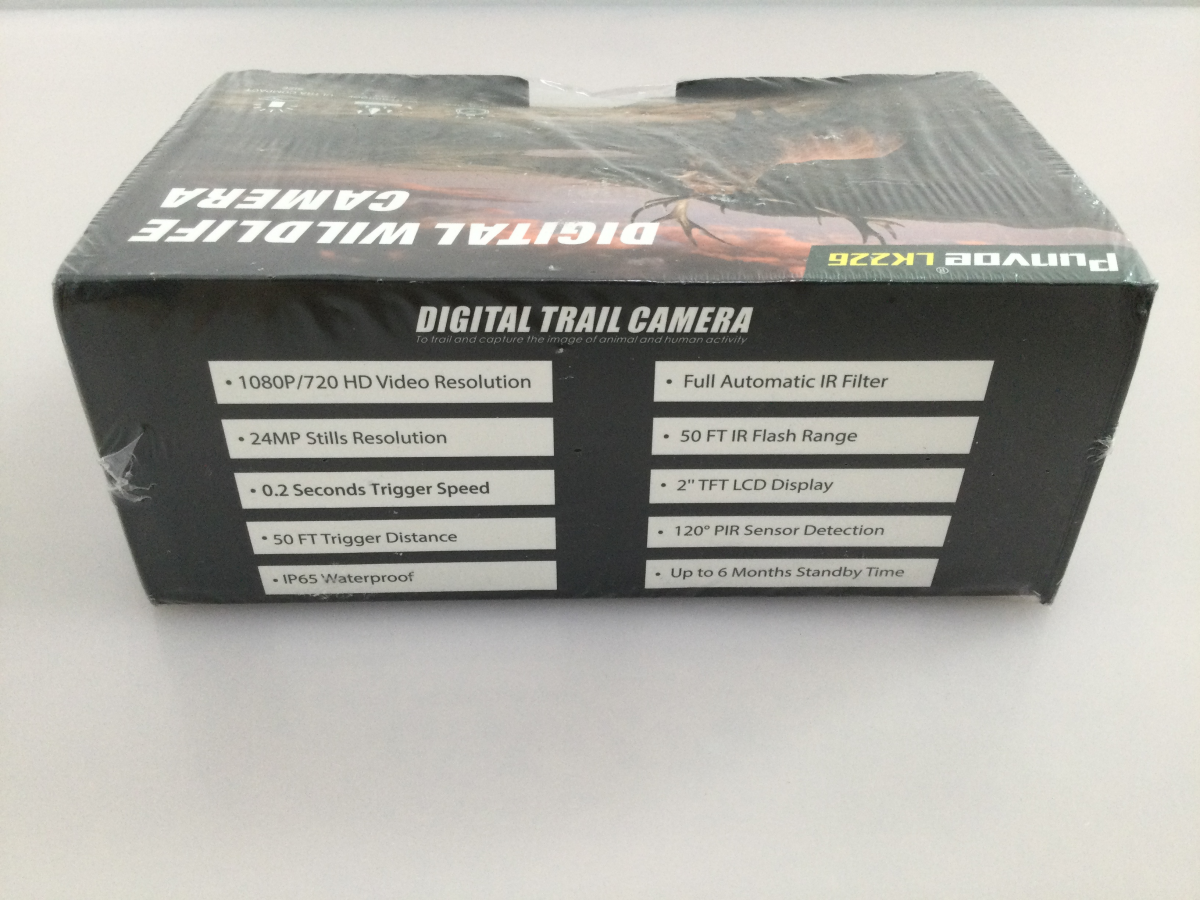 DIGITAL WILDLIFE
CAMERA
Punvoe® LK226
DIGITAL TRAIL CAMERA
To trail and capture the image of animal and human activity
• 1080P/720 HD Video Resolution
• 24MP Stills Resolution
• 0.2 Seconds Trigger Speed
• 50 FT Trigger Distance
• IP65 Waterproof
• Full Automatic IR Filter
• 50 FT IR Flash Range
• 2" TFT LCD Display
• 120° PIR Sensor Detection
• Up to 6 Months Standby Time